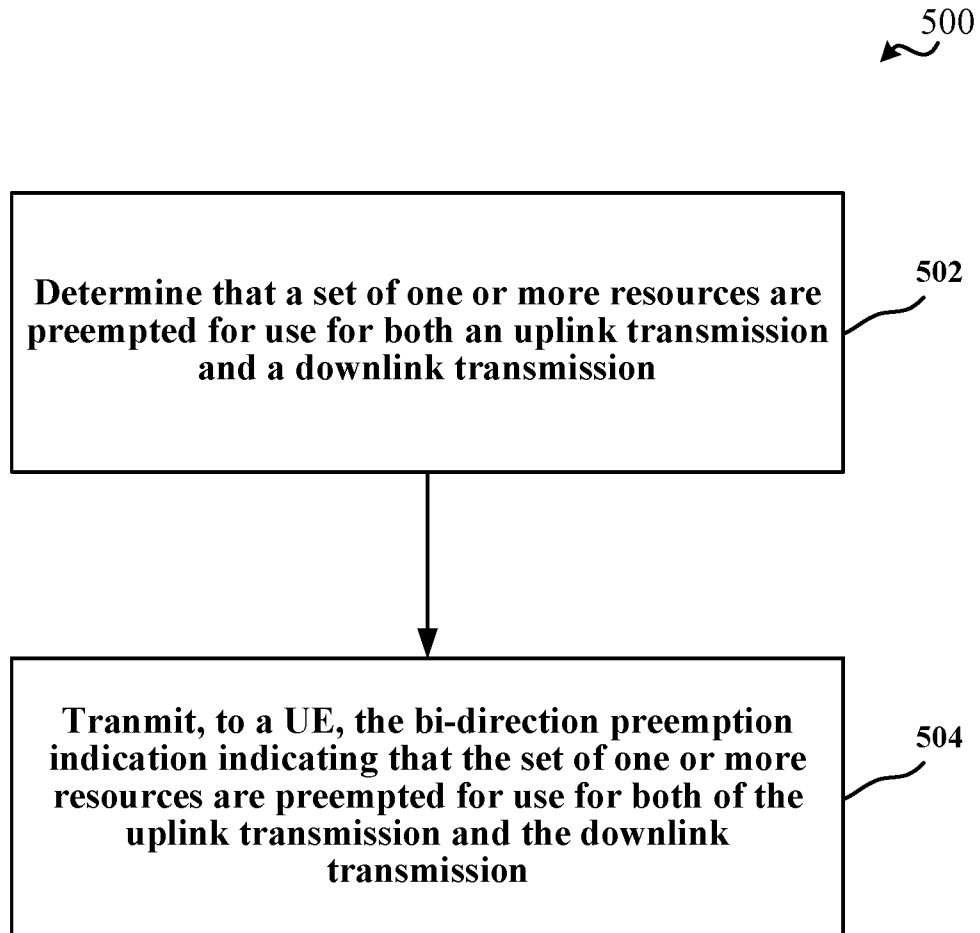 500
Determine that a set of one or more resources are
preempted for use for both an uplink transmission
and a downlink transmission
502
Tranmit, to a UE, the bi-direction preemption
indication indicating that the set of one or more
resources are preempted for use for both of the
uplink transmission and the downlink
transmission
504